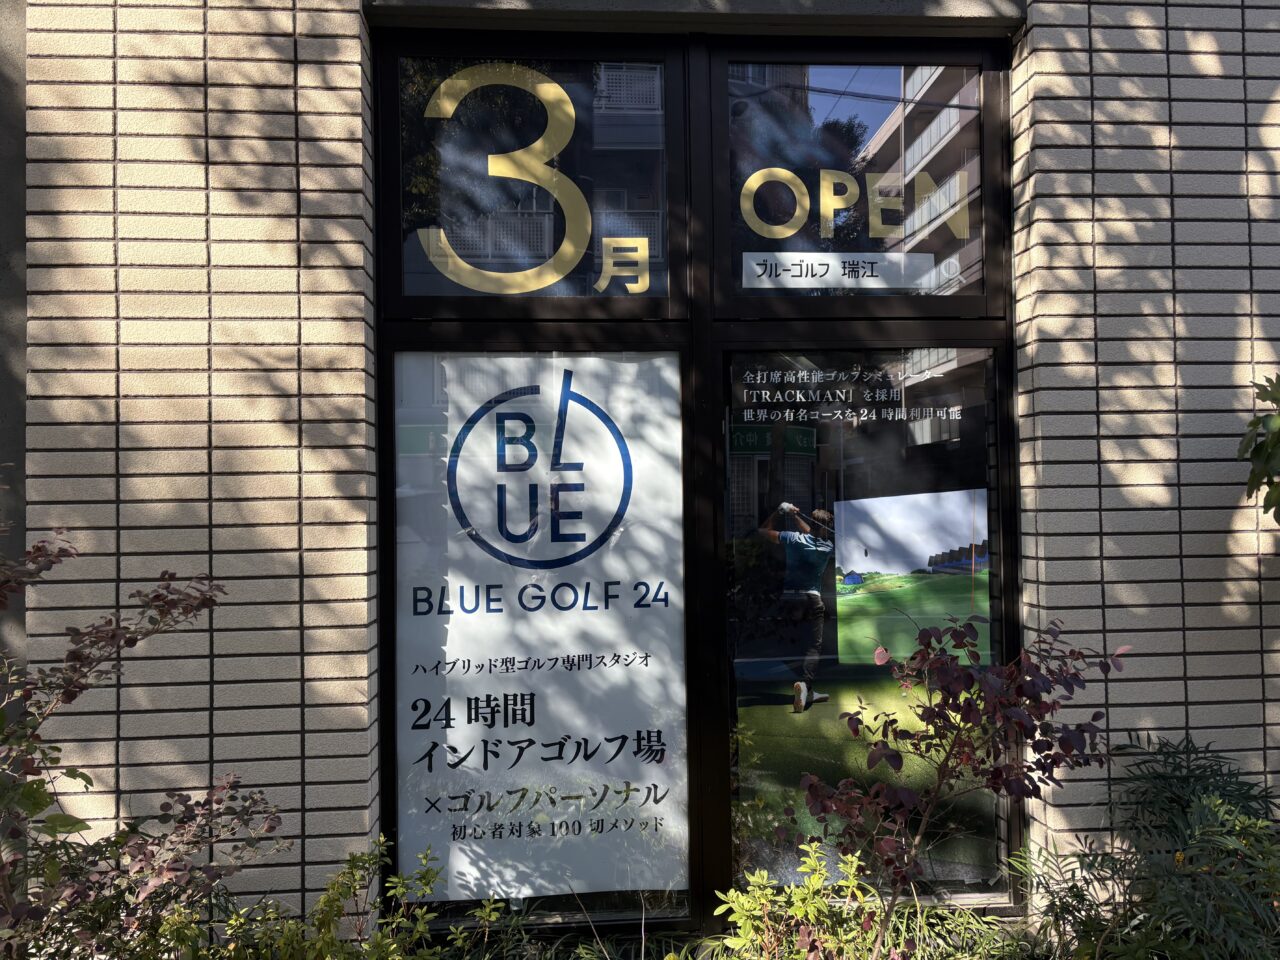 3月
OPEN
ブルーゴルフ 瑞江
BLUE
BLUE GOLF 24
ハイブリッド型ゴルフ専門スタジオ
24時間
インドアゴルフ場
×ゴルフパーソナル
初心者対象100切メソッド
全打席高性能ゴルフシミュレーター
「TRACKMAN」を採用
世界の有名コースを24時間利用可能
仲介